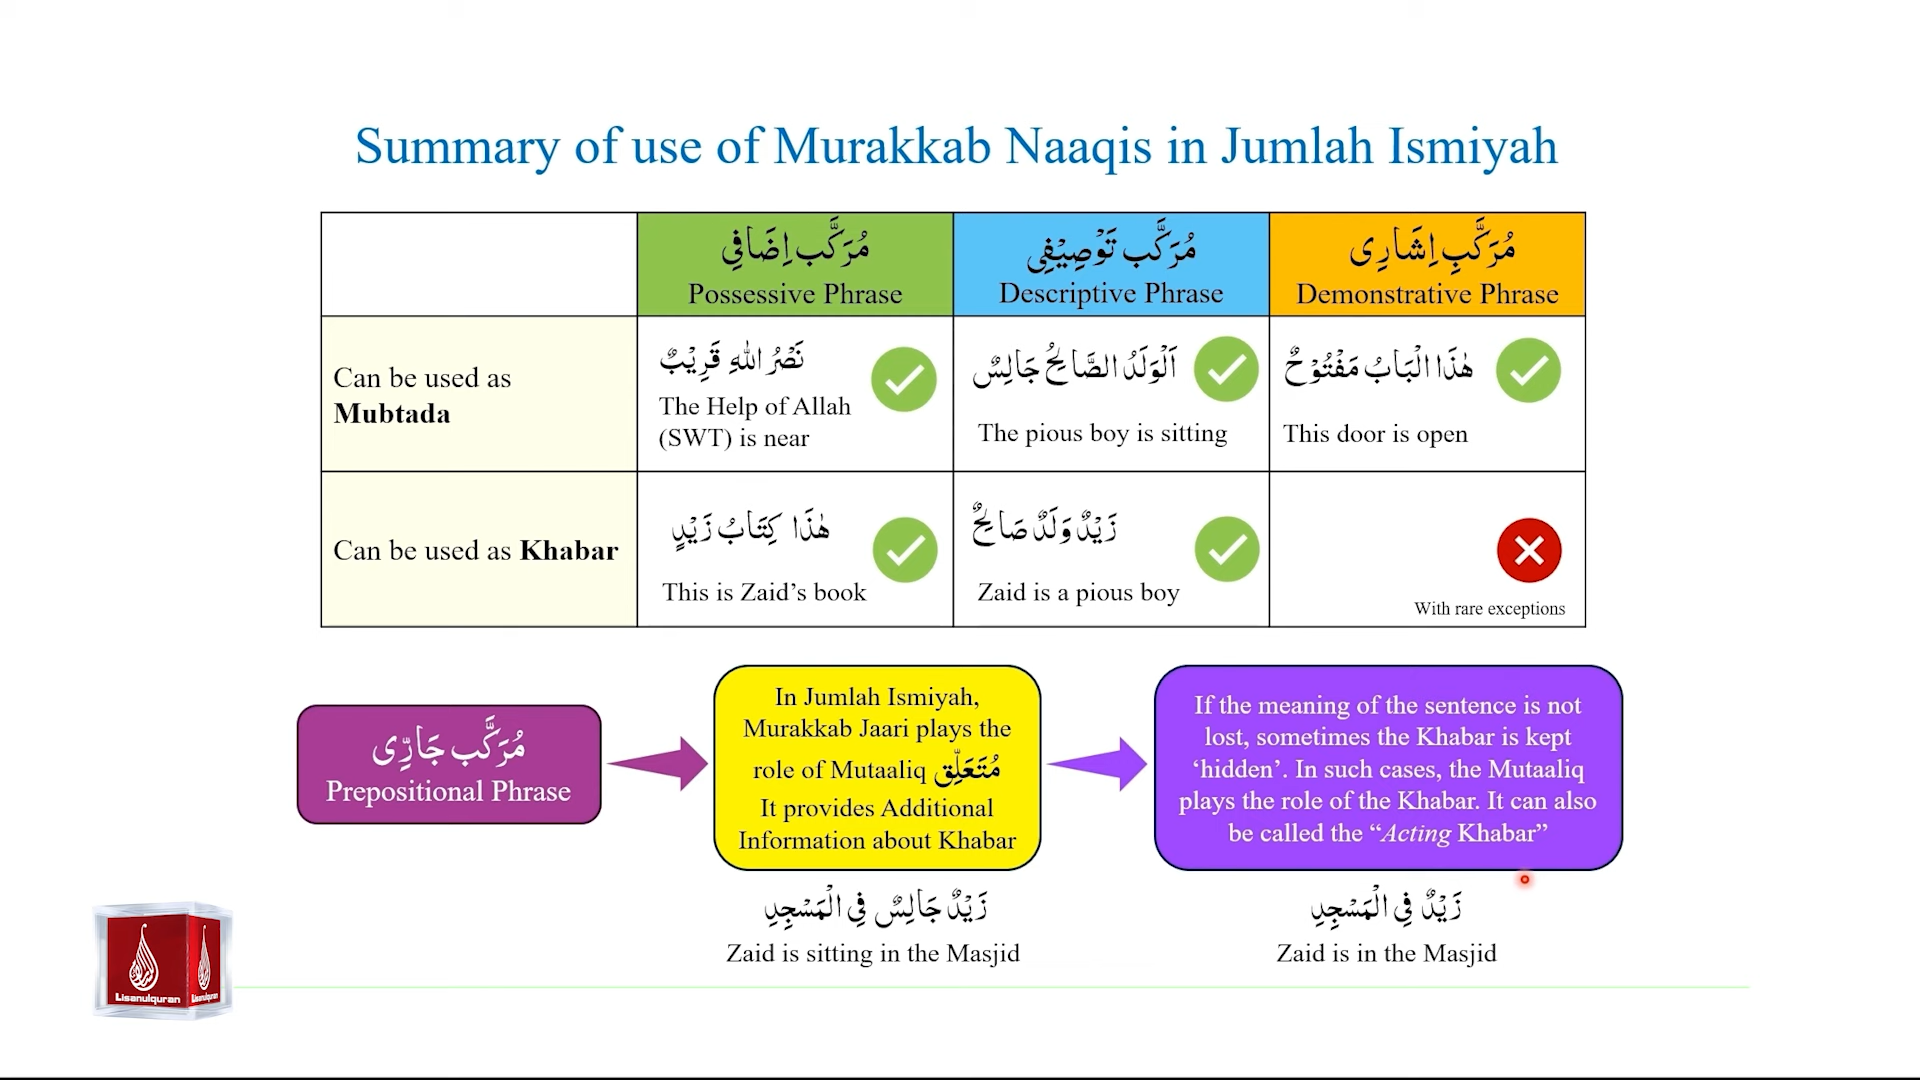 Summary of use of Murakkab Naaqis in Jumlah Ismiyah
مُرَكَّب اِضَافِي
Possessive Phrase
مُرَكَّب تَوْصِيْفِى
Descriptive Phrase
مُرَكَّبِ اِشَارِى
Demonstrative Phrase
Can be used as
Mubtada
نَصْرُ اللهِ قَرِيْبٌ
The Help of Allah
(SWT) is near
اَلْوَلَدُ الصَّالِحُ جَالِسٌ
The pious boy is sitting
هٰذَا الْبَابُ مَفْتُوْحٌ
This door is open
Can be used as Khabar
هٰذَا كِتَابُ زَيْدٍ
This is Zaid’s book
زَيْدٌ وَلَدٌ صَالِحٌ
Zaid is a pious boy
With rare exceptions
مُرَكَّب جَارِّى
Prepositional Phrase
In Jumlah Ismiyah,
Murakkab Jaari plays the
role of Mutaaliq مُتَعَلِّق
It provides Additional
Information about Khabar
If the meaning of the sentence is not
lost, sometimes the Khabar is kept
‘hidden’. In such cases, the Mutaaliq
plays the role of the Khabar. It can also
be called the “Acting Khabar”
زَيْدٌ جَالِسٌ فِي الْمَسْجِدِ
Zaid is sitting in the Masjid
زَيْدٌ فِي الْمَسْجِدِ
Zaid is in the Masjid
Lisanulquran
Lisanulquran